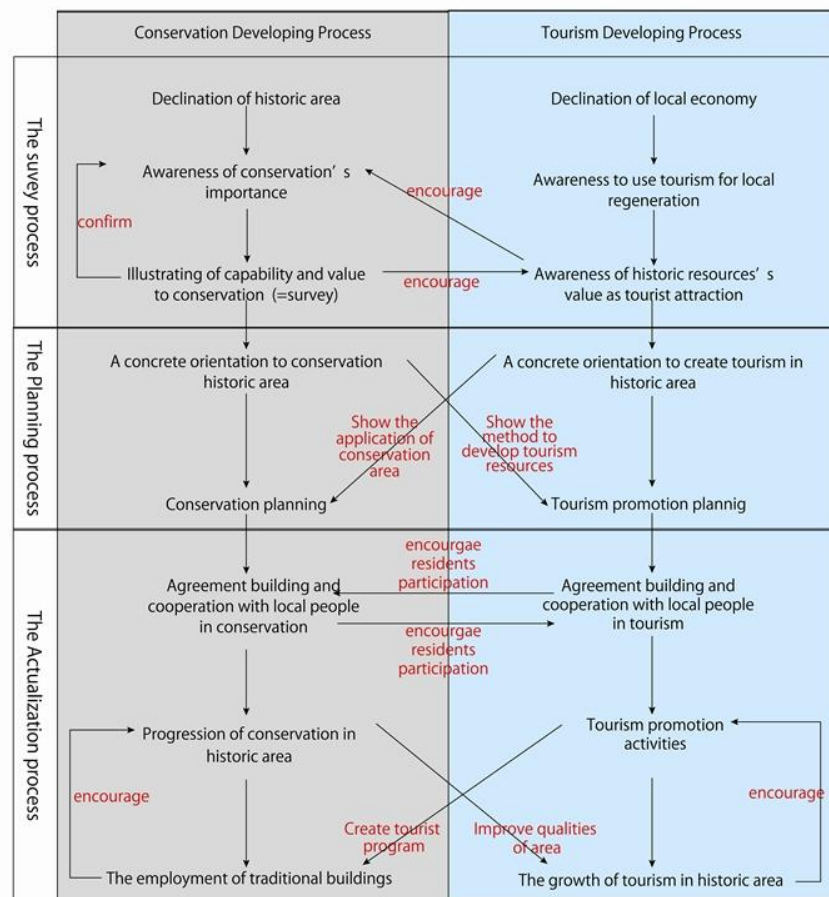 Conservation Developing Process
Tourism Developing Process
The suvey process
Declination of historic area
Declination of local economy
Awareness of conservation's
importance
encourage
Awareness to use tourism for local
regeneration
confirm
Illustrating of capability and value
to conservation (=survey)
encourage
Awareness of historic resources's
value as tourist attraction
The Planning process
A concrete orientation to conservation
historic area
A concrete orientation to create tourism in
historic area
Show the
application of
conservation
area
Show the
method to
develop tourism
resources
Conservation planning
Tourism promotion plannig
The Actualization process
encourgae
residents
participation
Agreement building and
cooperation with local people
in conservation
Agreement building and
cooperation with local people
in tourism
encourgae
residents
participation
Progression of conservation in
historic area
Tourism promotion
activities
encourage
encourage
Create tourist
program
Improve qualities
of area
The employment of traditional buildings
The growth of tourism in historic area